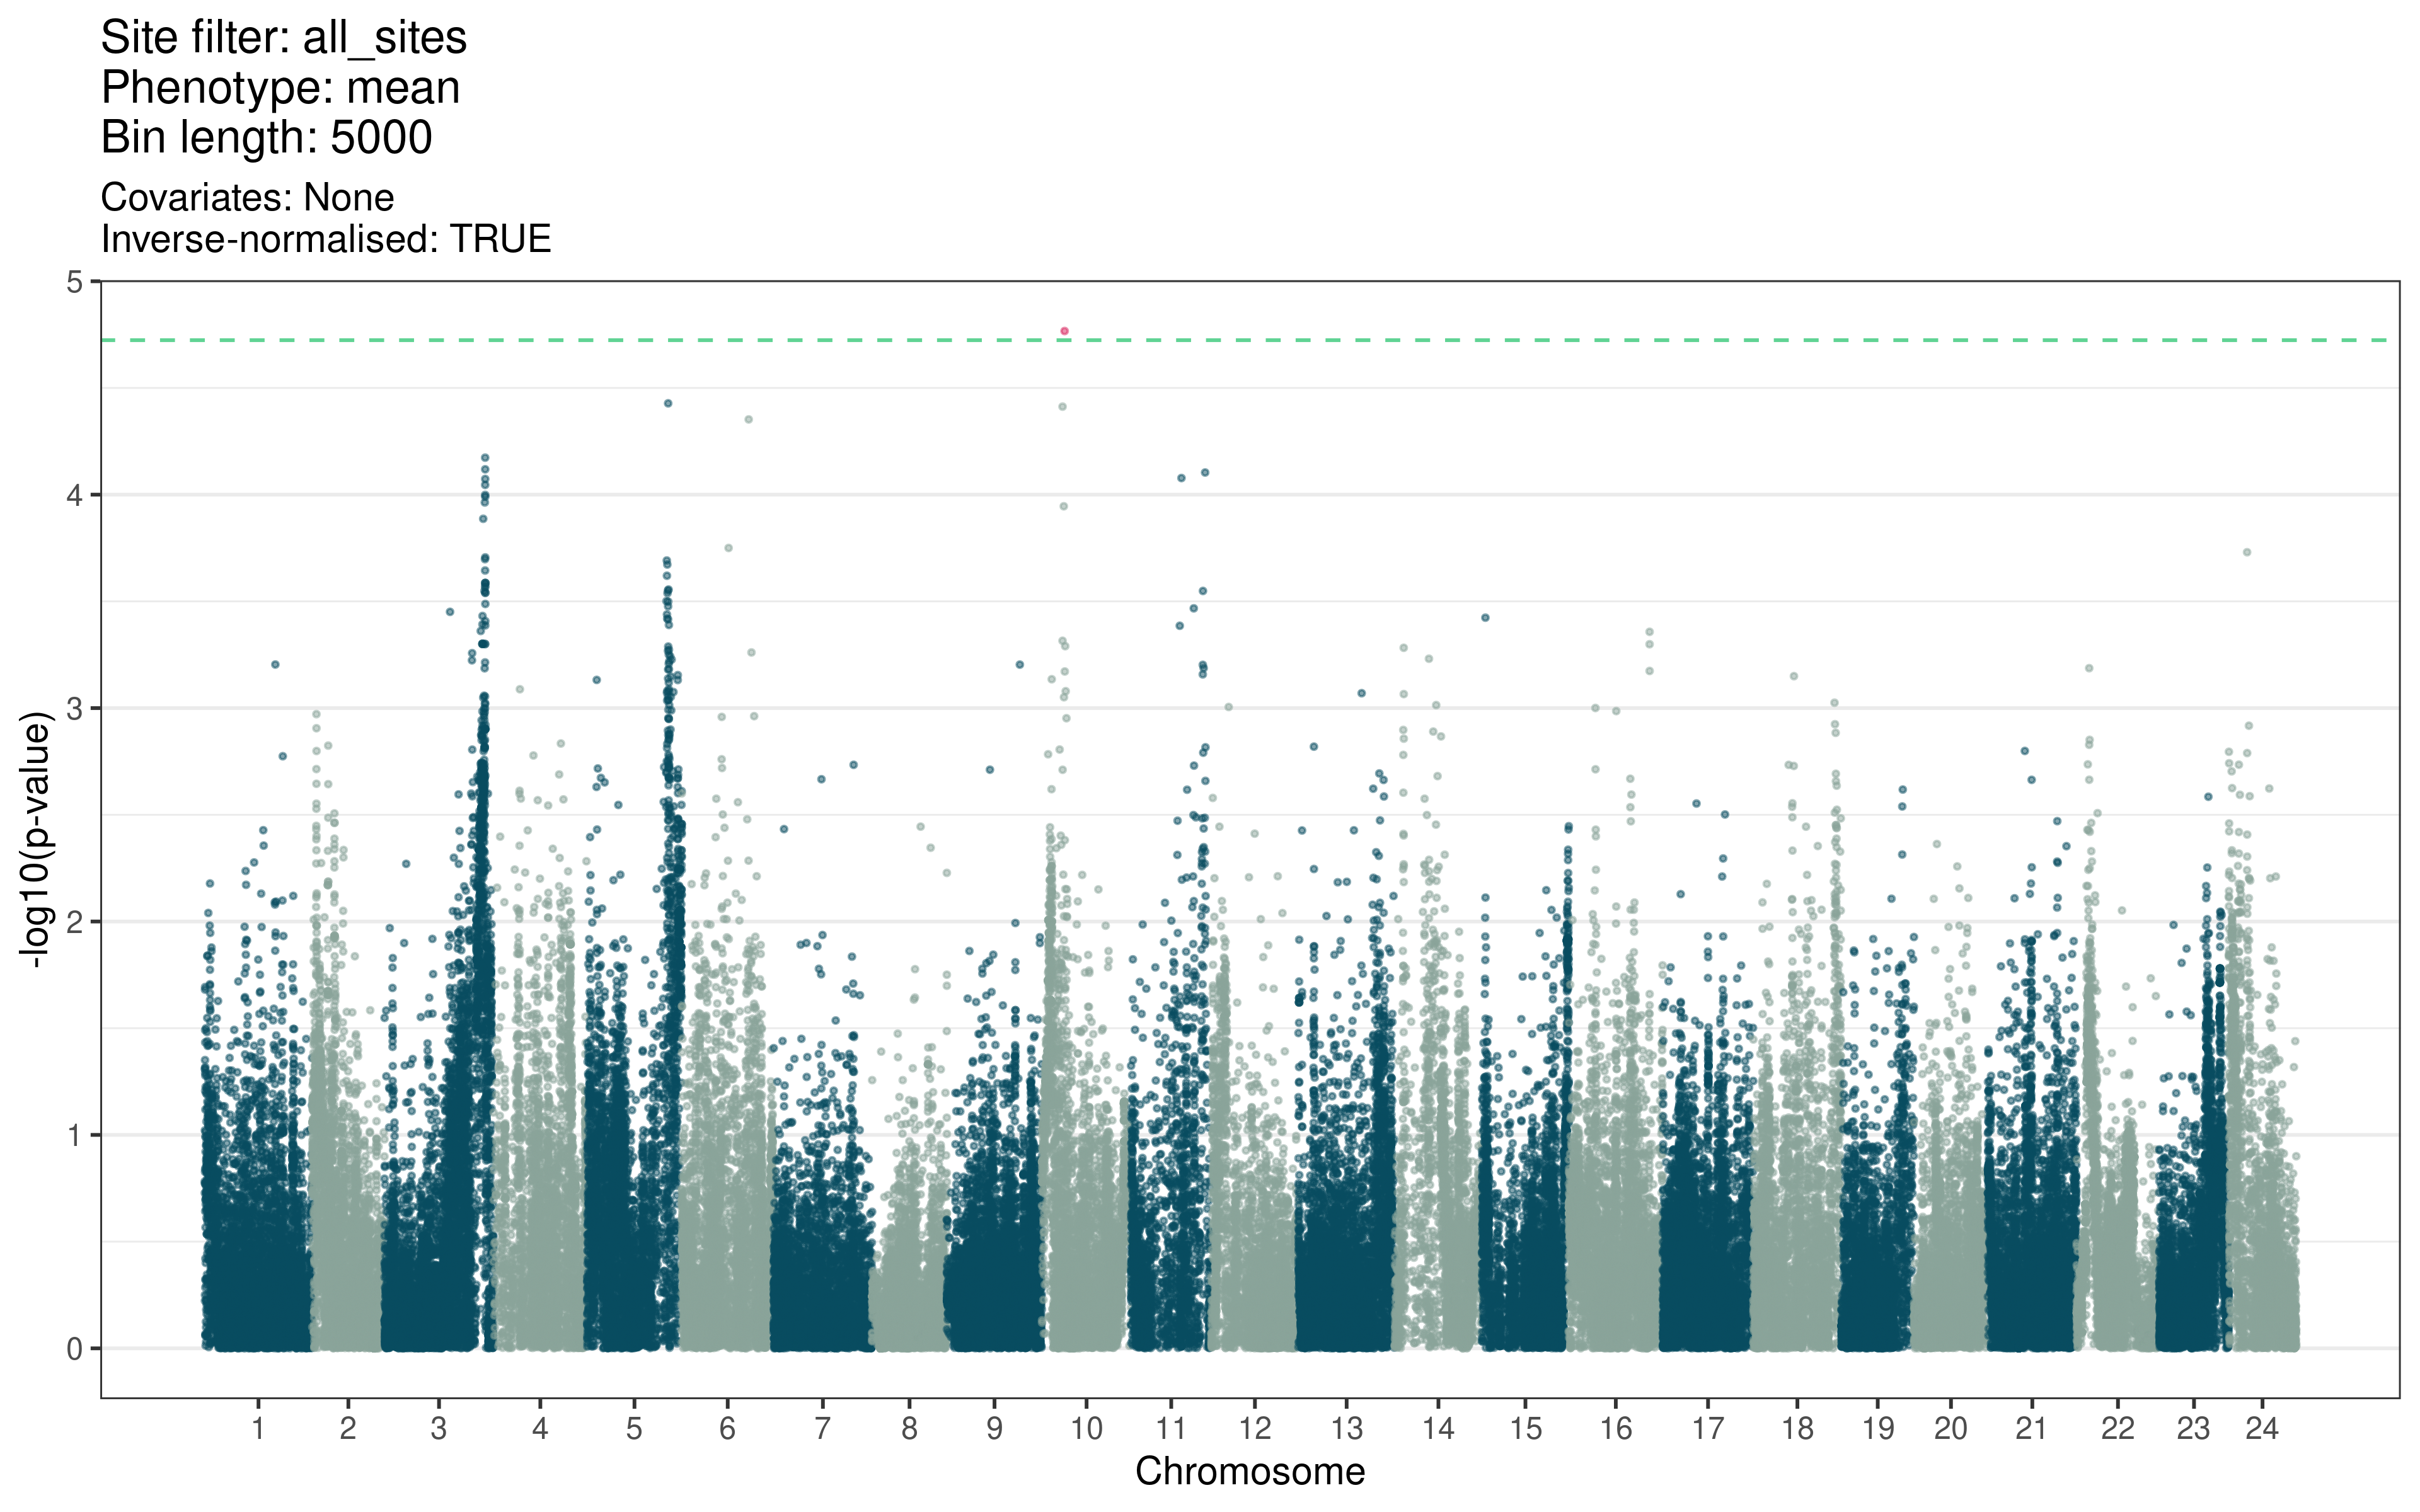 Site filter: all_sites
Phenotype: mean
Bin length: 5000
Covariates: None
Inverse-normalised: TRUE
5
4
3
2
1
0
-log10(p-value)
1 2 3 4 5 6 7 8 9 10 11 12 13 14 15 16 17 18 19 20 21 22 23 24
Chromosome